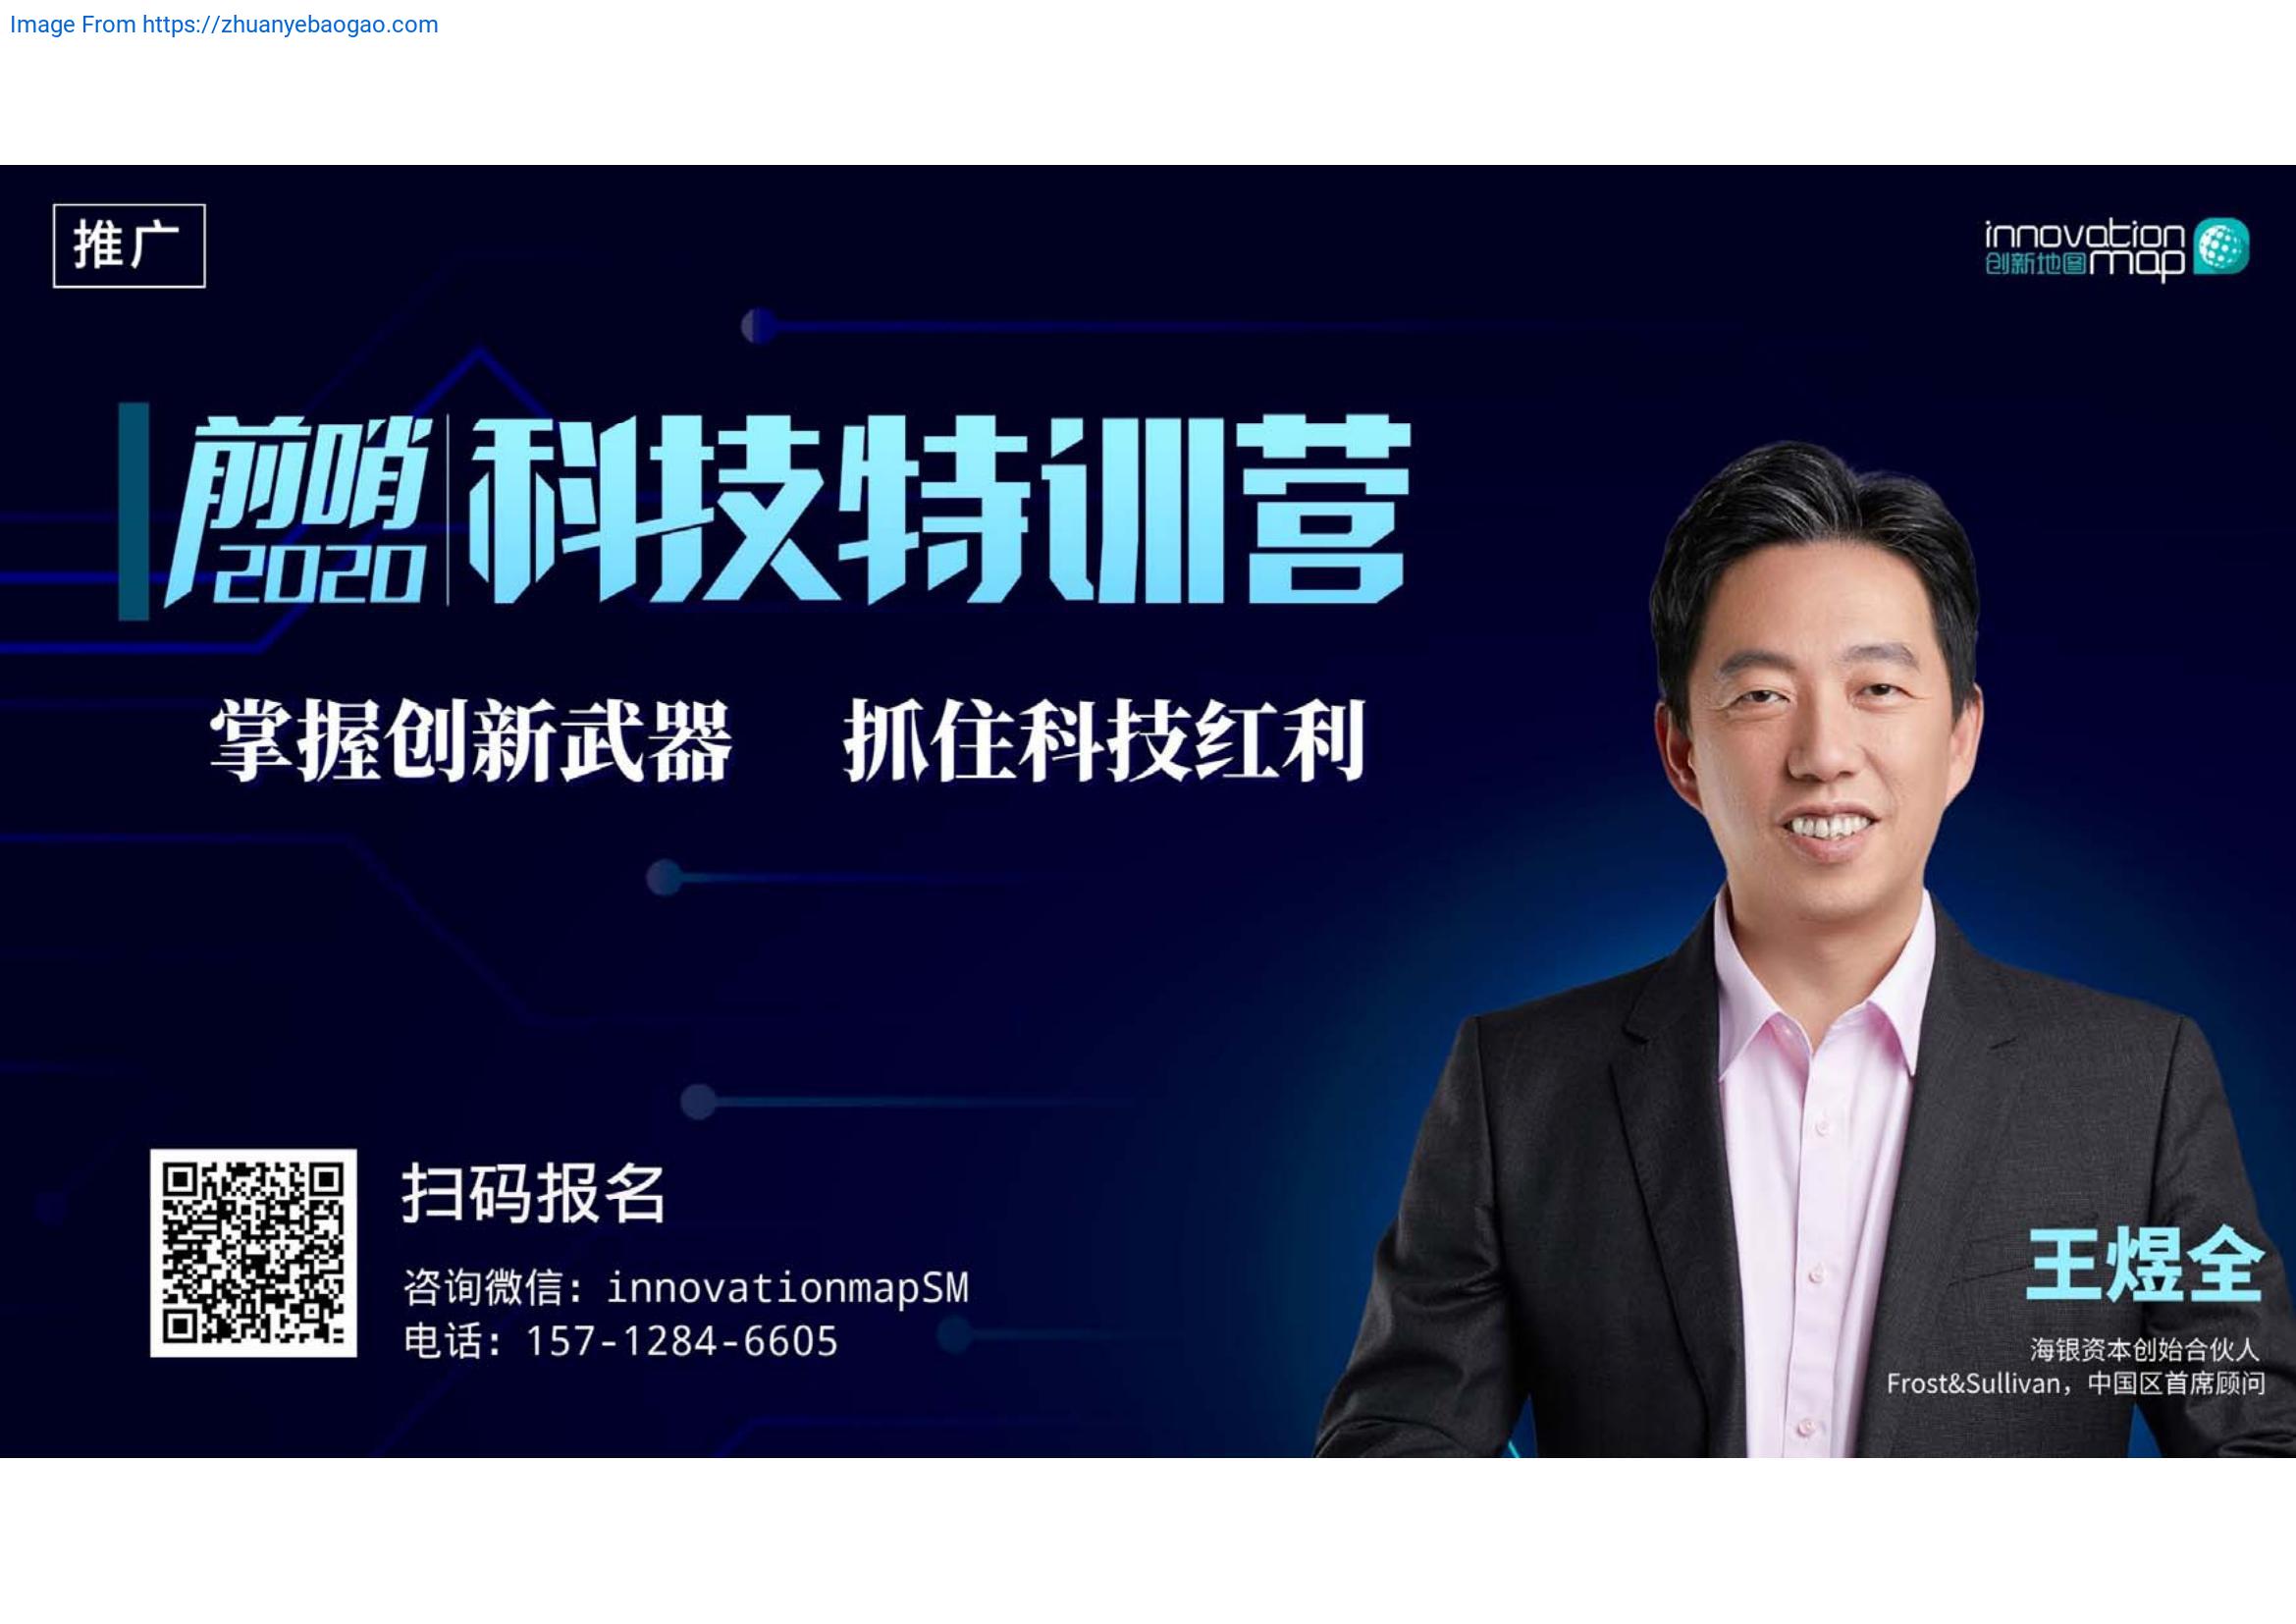 Image From https://zhuanyebaogao.com
推广
innovation
创新地图map
前哨
2020
科技特训营
掌握创新武器 抓住科技红利
扫码报名
咨询微信：innovationmapSM
电话：157-1284-6605
王煜全
海银资本创始合伙人
Frost&Sullivan，中国区首席顾问